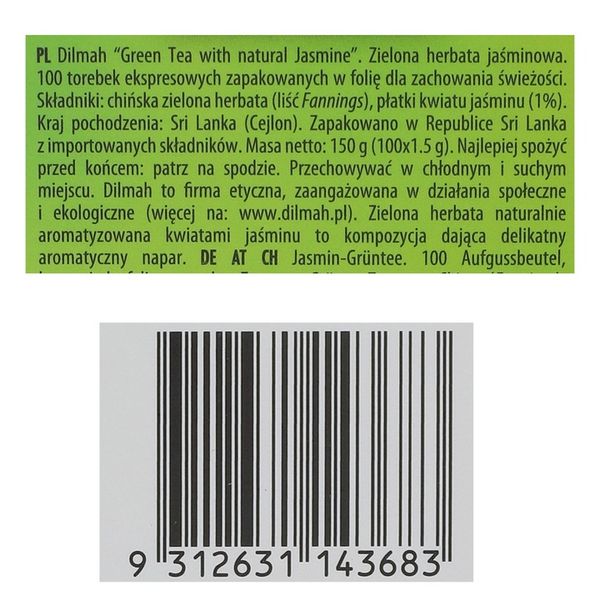 PL Dilmah "Green Tea with natural Jasmine". Zielona herbata jaśminowa.
100 torebek ekspresowych zapakowanych w folię dla zachowania świeżości.
Składniki: chińska zielona herbata (liść Fannings), płatki kwiatu jaśminu (1%).
Kraj pochodzenia: Sri Lanka (Cejlon). Zapakowano w Republice Sri Lanka
z importowanych składników. Masa netto: 150 g (100x1.5 g). Najlepiej spożyć
przed końcem: patrz na spodzie. Przechowywać w chłodnym i suchym
miejscu. Dilmah to firma etyczna, zaangażowana w działania społeczne
i ekologiczne (więcej na: www.dilmah.pl). Zielona herbata naturalnie
aromatyzowana kwiatami jaśminu to kompozycja dająca delikatny
aromatyczny napar. DE AT CH Jasmin-Grüntee. 100 Aufgussbeutel,
9 312631 143683